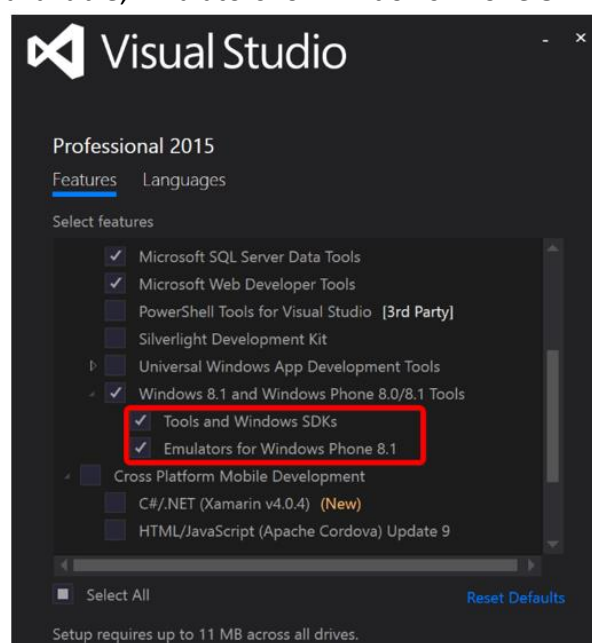 Visual Studio
Professional 2015
Features Languages
Select features
Microsoft SQL Server Data Tools
Microsoft Web Developer Tools
PowerShell Tools for Visual Studio [3rd Party]
Silverlight Development Kit
Universal Windows App Development Tools
Windows 8.1 and Windows Phone 8.0/8.1 Tools
Tools and Windows SDKs
Emulators for Windows Phone 8.1
Cross Platform Mobile Development
C#/.NET (Xamarin v4.0.4) (New)
HTML/JavaScript (Apache Cordova) Update 9
Select All Reset Defaults
Setup requires up to 11 MB across all drives.